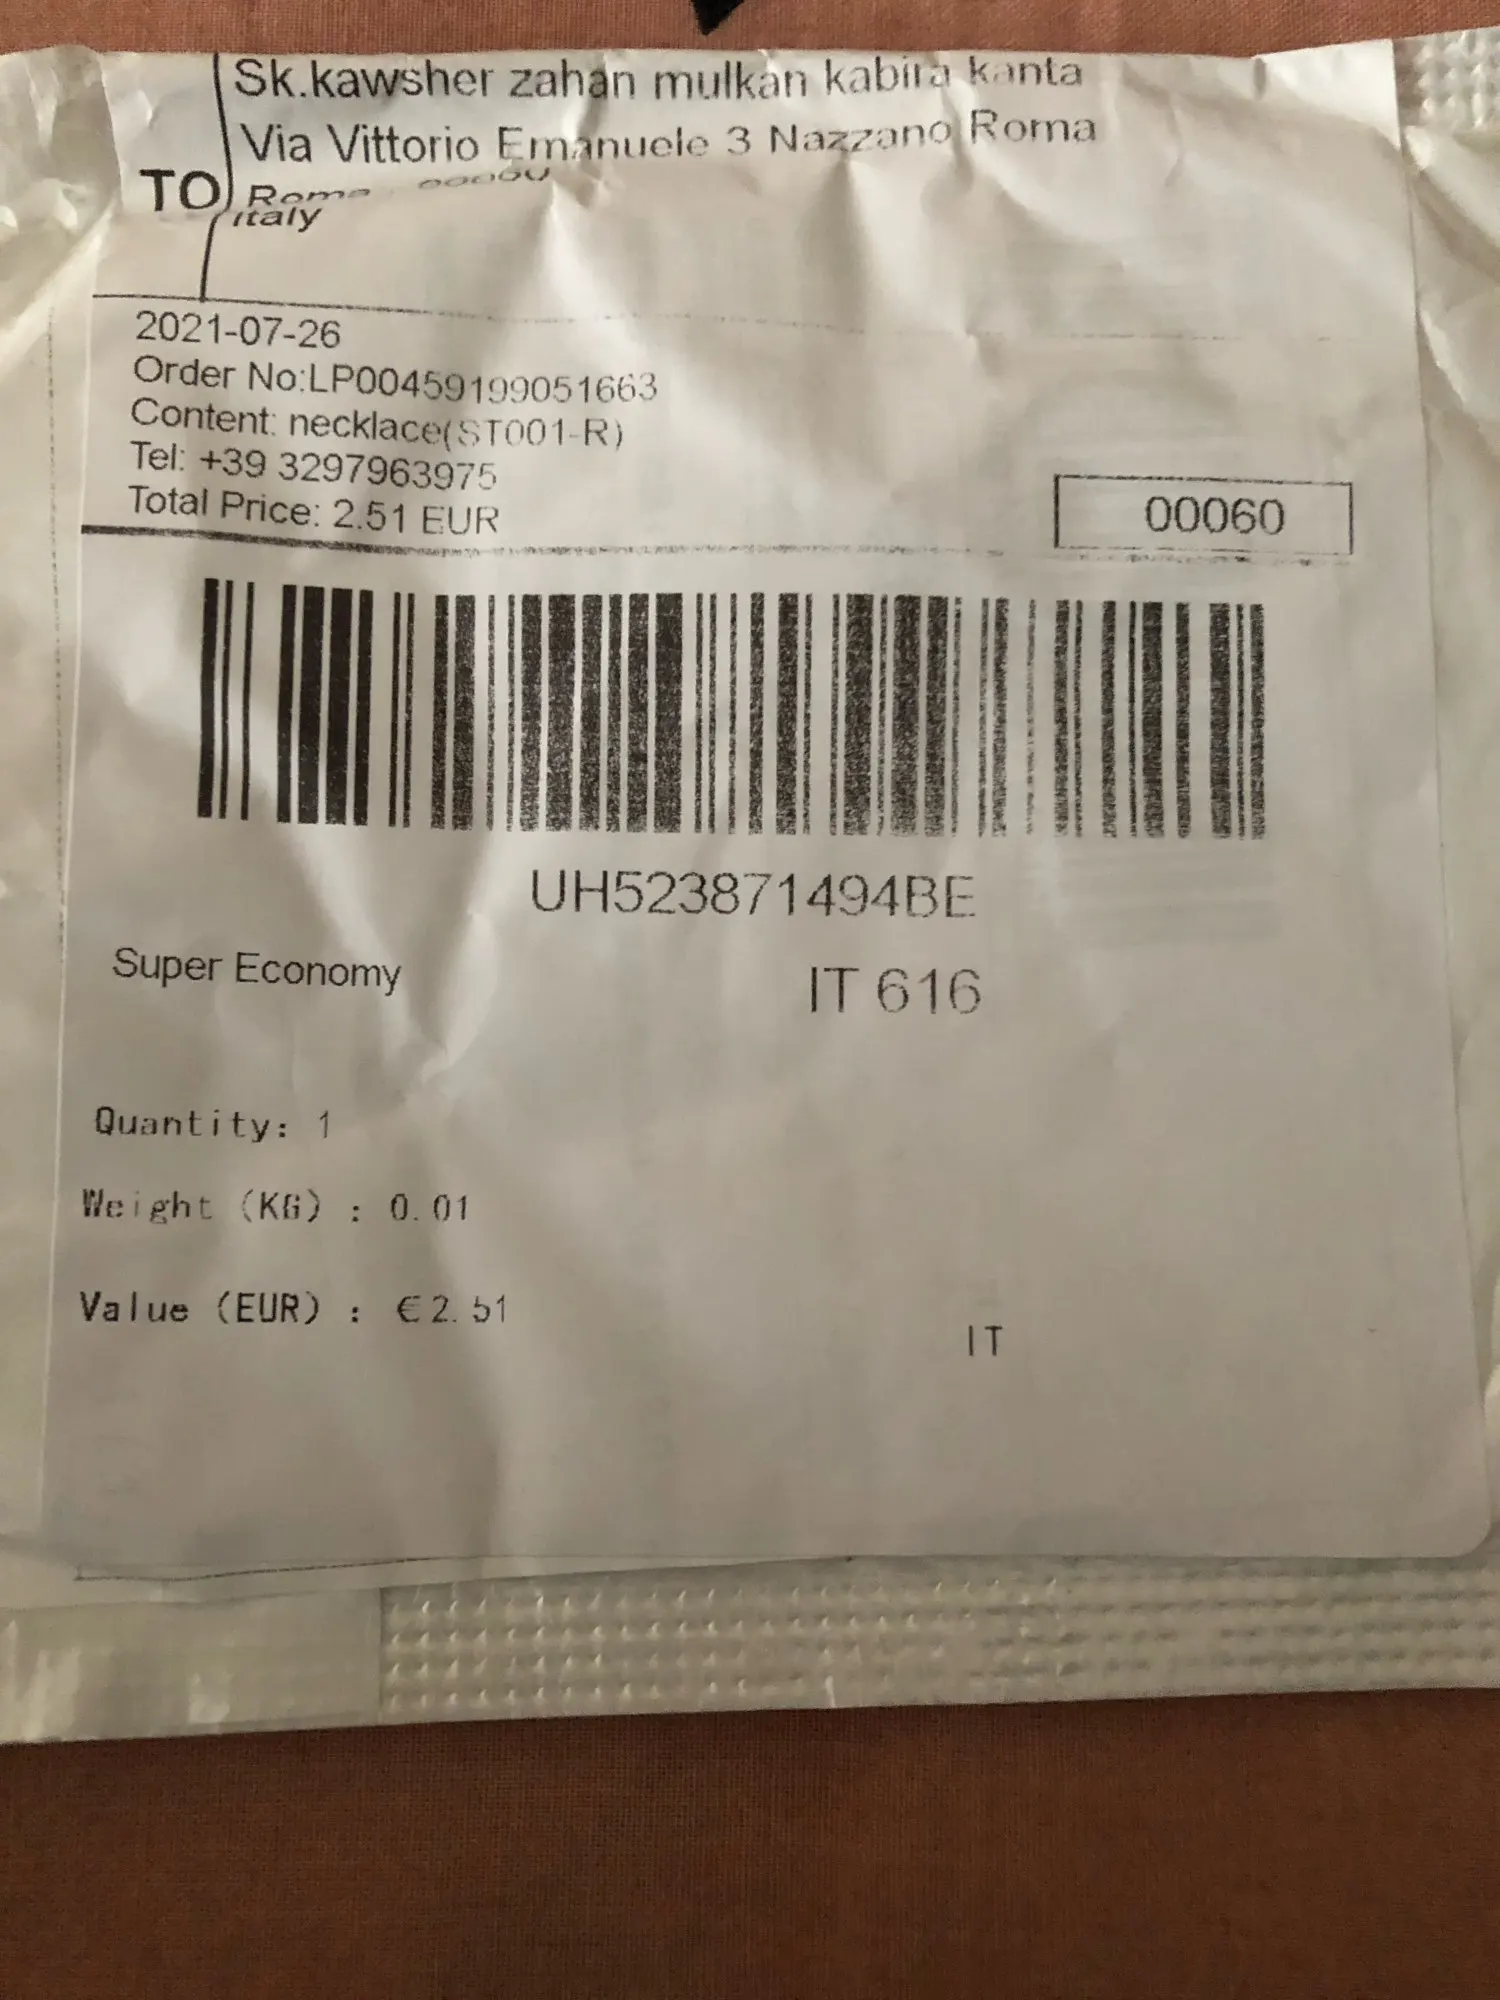 Sk.kawsher zahan mulkan kabira kanta
Via Vittorio Emanuele 3 Nazzano Roma
TO
Roma 00060
Italy
2021-07-26
Order No:LP00459199051663
Content: necklace(ST001-R)
Tel: +39 3297963975
Total Price: 2.51 EUR
00060
UH523871494BE
Super Economy
IT 616
Quantity: 1
Weight (KG) : 0.01
Value (EUR) : €2.51
IT